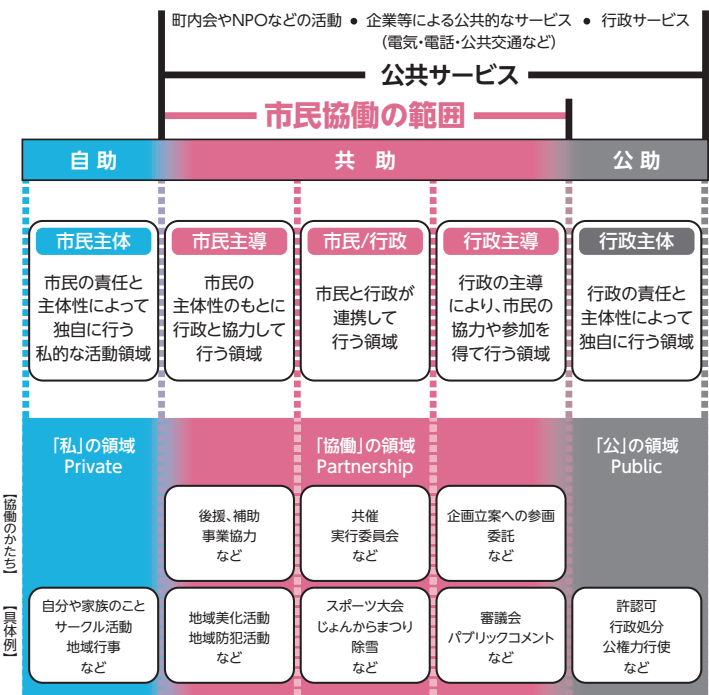 町内会やNPOなどの活動 ● 企業等による公共的なサービス ● 行政サービス
(電気・電話・公共交通など)
公共サービス
市民協働の範囲
自助
共助
公助
市民主体
市民の責任と
主体性によって
独自に行う
私的な活動領域
市民主導
市民の
主体性のもとに
行政と協力して
行う領域
市民/行政
市民と行政が
連携して
行う領域
行政主導
行政の主導
により、市民の
協力や参加を
得て行う領域
行政主体
行政の責任と
主体性によって
独自に行う領域
「私」の領域
Private
「協働」の領域
Partnership
「公」の領域
Public
【協働のかたち】
後援、補助
事業協力
など
共催
実行委員会
など
企画立案への参画
委託
など
【具体例】
自分や家族のこと
サークル活動
地域行事
など
地域美化活動
地域防犯活動
など
スポーツ大会
じょんからまつり
除雪
など
審議会
パブリックコメント
など
許認可
行政処分
公権力行使
など